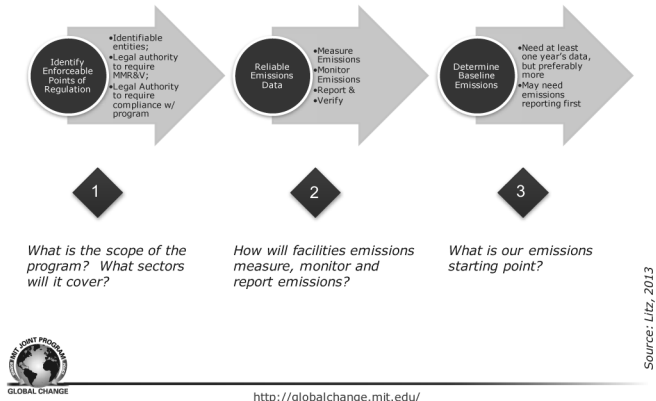 Identify
Enforceable
Points of
Regulation
•Identifiable
entities;
•Legal authority
to require
MMR&V;
•Legal Authority
to require
compliance w/
program
Reliable
Emissions
Data
•Measure
Emissions
•Monitor
Emissions
•Report &
•Verify
Determine
Baseline
Emissions
•Need at least
one year's data,
but preferably
more
•May need
emissions
reporting first
1
2
3
What is the scope of the
program? What sectors
will it cover?
How will facilities emissions
measure, monitor and
report emissions?
What is our emissions
starting point?
Source: Litz, 2013
MIT JOINT PROGRAM
GLOBAL CHANGE
http://globalchange.mit.edu/